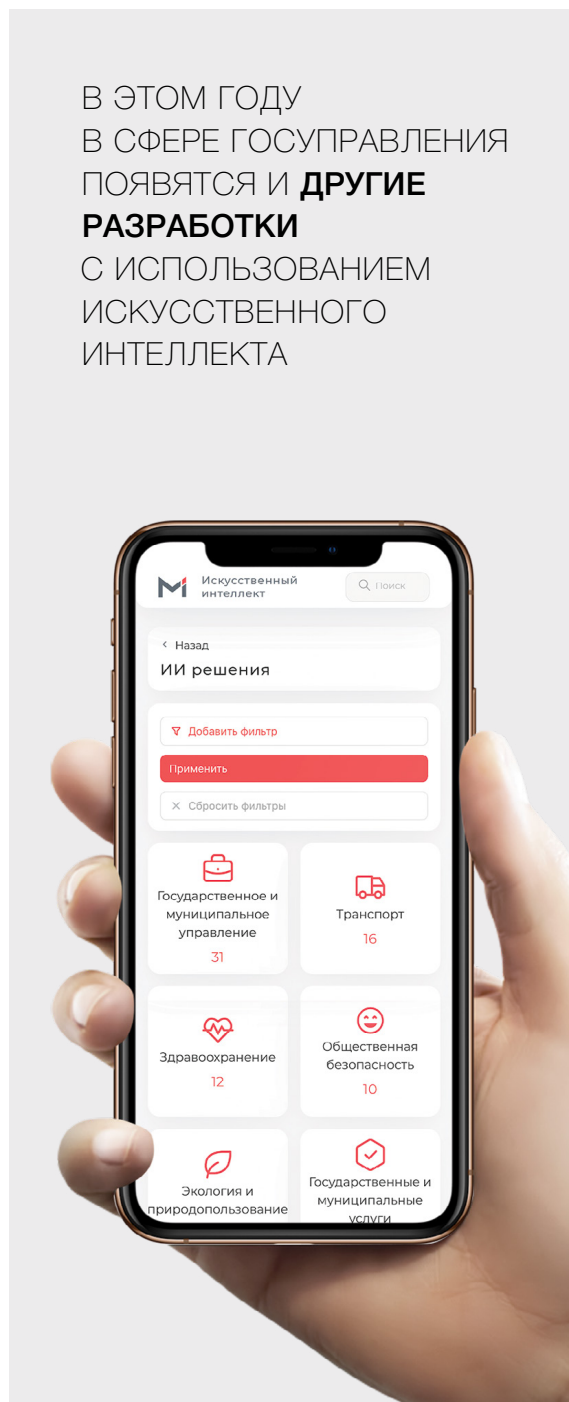 В ЭТОМ ГОДУ
В СФЕРЕ ГОСУПРАВЛЕНИЯ
ПОЯВЯТСЯ И ДРУГИЕ
РАЗРАБОТКИ
С ИСПОЛЬЗОВАНИЕМ
ИСКУССТВЕННОГО
ИНТЕЛЛЕКТА
Искусственный
интеллект
Поиск
Назад
ИИ решения
Добавить фильтр
Применить
Сбросить фильтры
Государственное и
муниципальное
управление
31
Транспорт
16
Здравоохранение
12
Общественная
безопасность
10
Экология и
природопользование
Государственные и
муниципальные
услуги